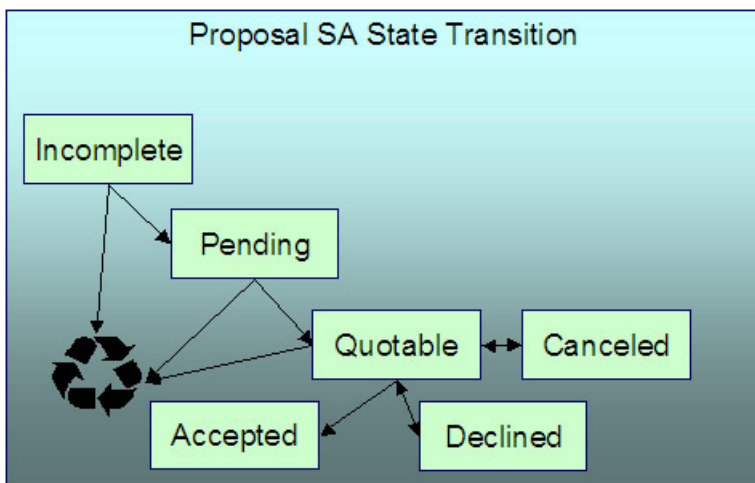 Proposal SA State Transition
Incomplete
Pending
Quotable
Canceled
Accepted
Declined